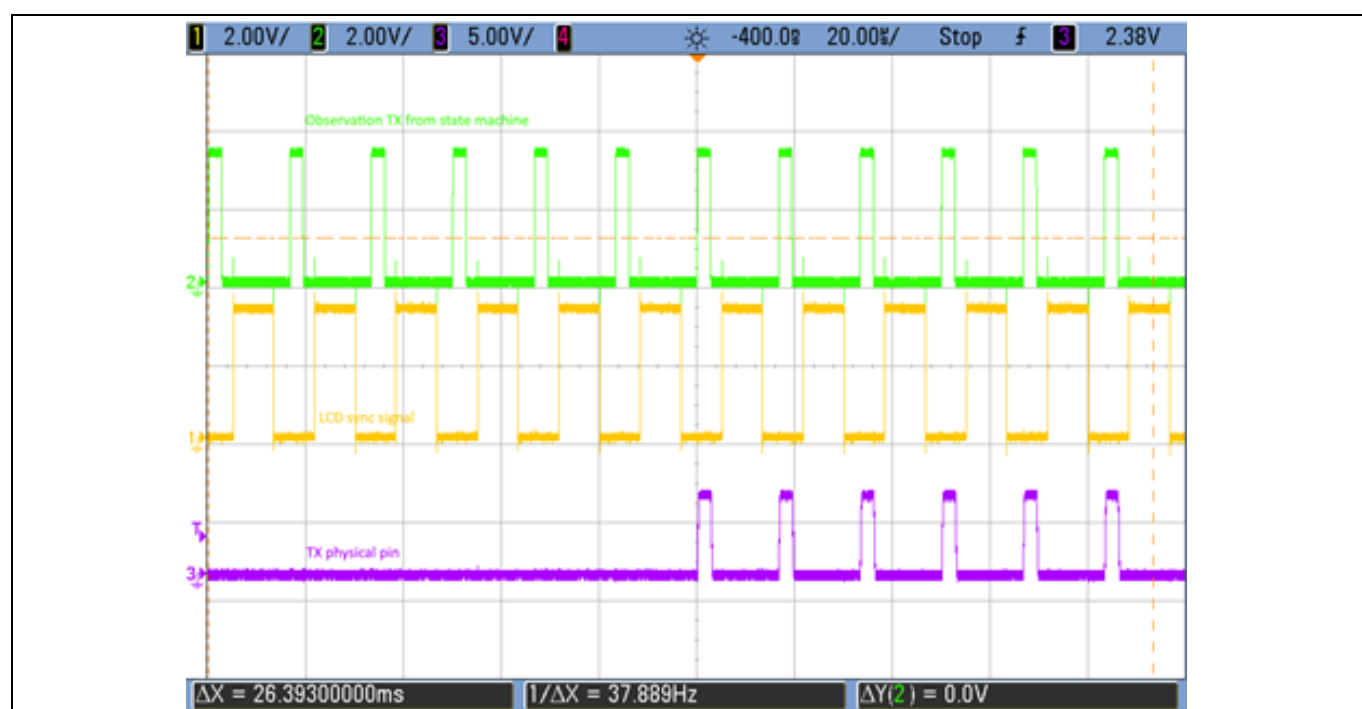 1 2.00V/ 2 2.00V/ 3 5.00V/ 4 -400.0s 20.00s/ Stop 3 2.38V
Observation TX from state machine
2
LCD sync signal
1
T
TX physical pin
3
ΔX = 26.39300000ms 1/ΔX = 37.889Hz ΔY(2) = 0.0V